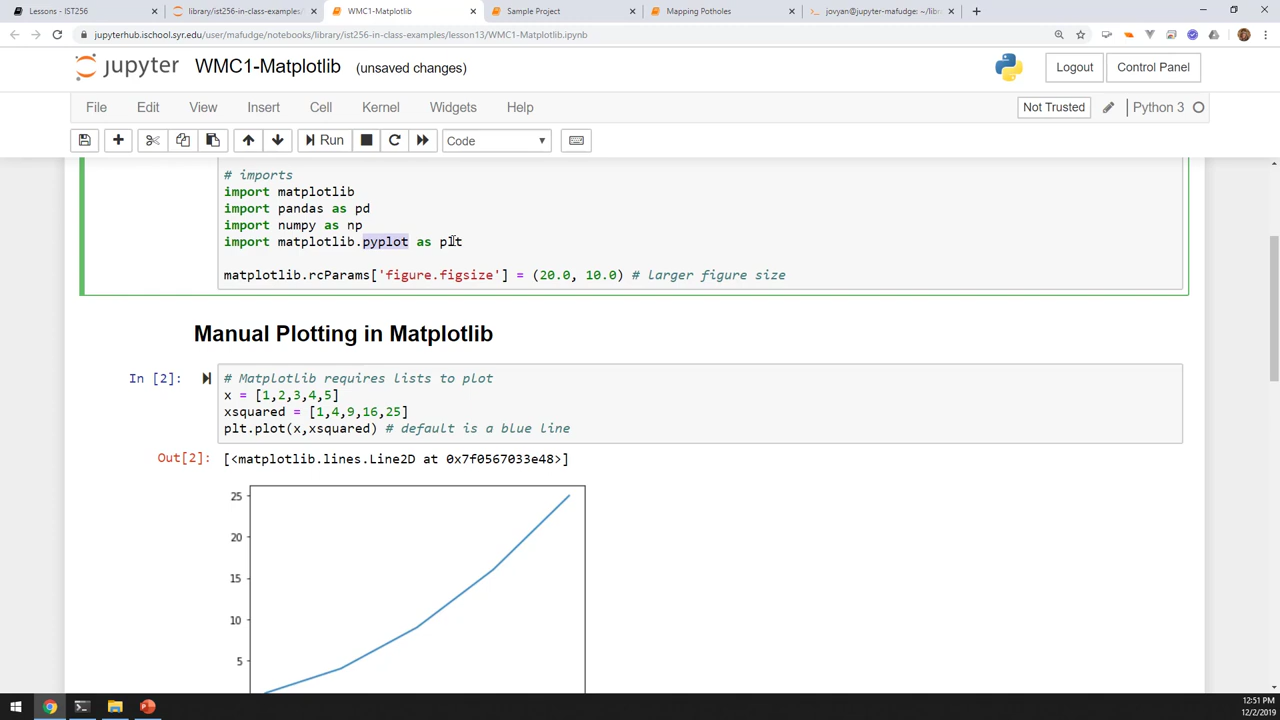 Lessons - IST256
library/ist256-in-class-examples/
WMC1-Matplotlib
Sample Project
Mapping Potholes
jovyan@jupyter-mafudge: ~/libra
jupyterhub.ischool.syr.edu/user/mafudge/notebooks/library/ist256-in-class-examples/lesson13/WMC1-Matplotlib.ipynb
jupyter WMC1-Matplotlib (unsaved changes)
Logout
Control Panel
File Edit View Insert Cell Kernel Widgets Help
Not Trusted
Python 3
Run
Code
# imports
import matplotlib
import pandas as pd
import numpy as np
import matplotlib.pyplot as plt
matplotlib.rcParams['figure.figsize'] = (20.0, 10.0) # larger figure size
Manual Plotting in Matplotlib
In [2]:
# Matplotlib requires lists to plot
x = [1,2,3,4,5]
xsquared = [1,4,9,16,25]
plt.plot(x,xsquared) # default is a blue line
Out[2]: [<matplotlib.lines.Line2D at 0x7f0567033e48>]
25
20
15
10
5
12:51 PM
12/2/2019